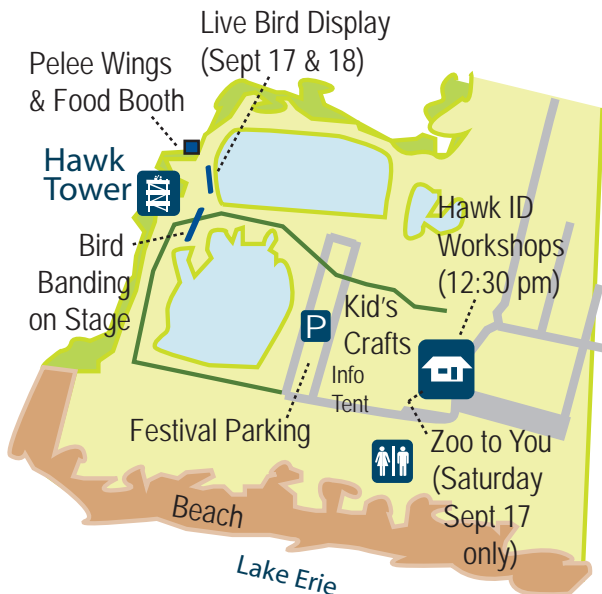 Live Bird Display
(Sept 17 & 18)
Pelee Wings
& Food Booth
Hawk
Tower
Bird
Banding
on Stage
Hawk ID
Workshops
(12:30 pm)
P
Kid's
Crafts
Info
Tent
Festival Parking
Zoo to You
(Saturday
Sept 17
only)
Beach
Lake Erie